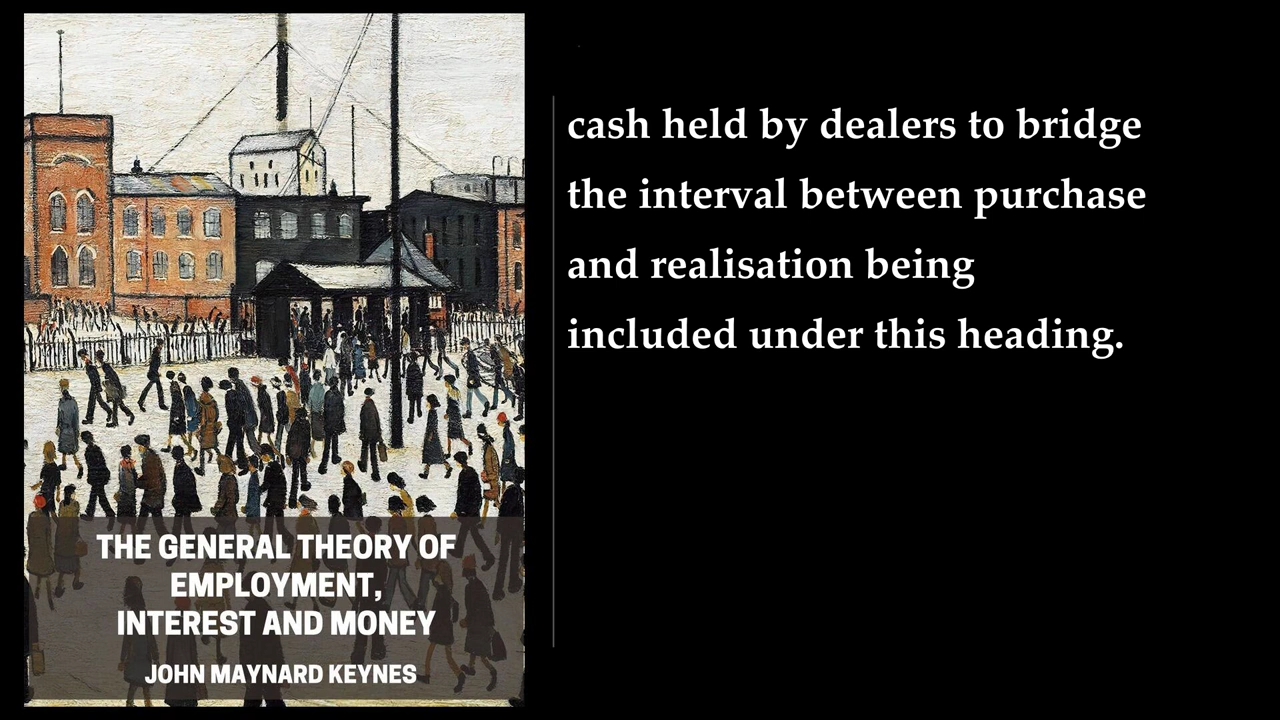 THE GENERAL THEORY OF
EMPLOYMENT,
INTEREST AND MONEY
JOHN MAYNARD KEYNES
cash held by dealers to bridge
the interval between purchase
and realisation being
included under this heading.